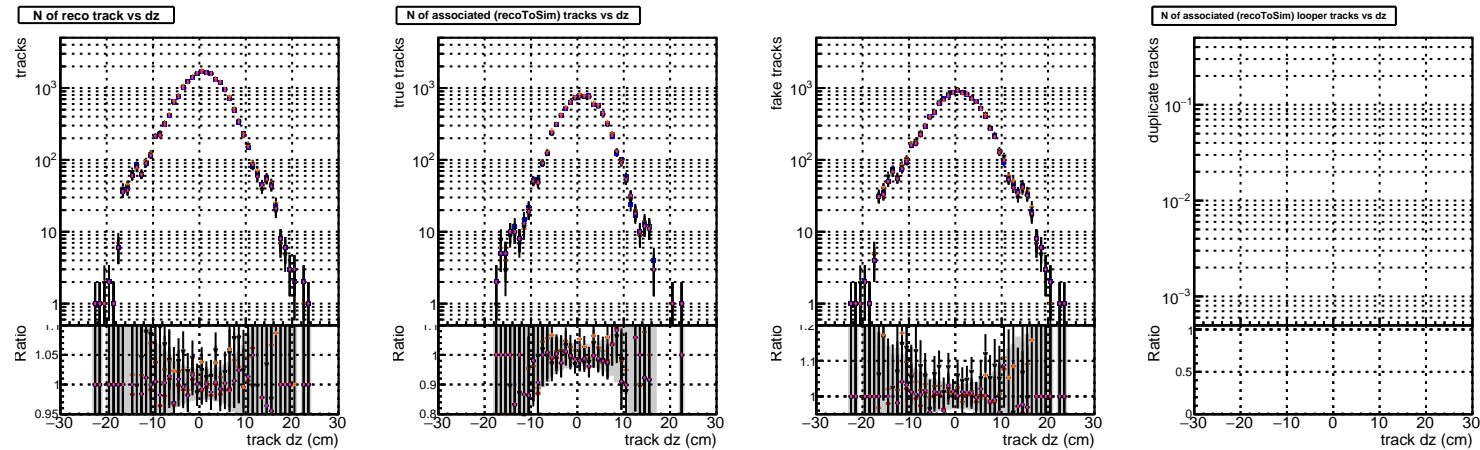 N of reco track vs dz
N of associated (recoToSim) tracks vs dz
N of associated (recoToSim) looper tracks vs dz
tracks
10³
10²
10
1
Ratio
1.1
1.05
1
0.95
−30 −20 −10 0 10 20 30
track dz (cm)
true tracks
10³
10²
10
1
Ratio
1.1
1
0.9
0.8
−30 −20 −10 0 10 20 30
track dz (cm)
fake tracks
10³
10²
10
1
Ratio
1.2
1.1
1
−30 −20 −10 0 10 20 30
track dz (cm)
duplicate tracks
10⁻¹
10⁻²
10⁻³
Ratio
1
0.5
0
−30 −20 −10 0 10 20 30
track dz (cm)